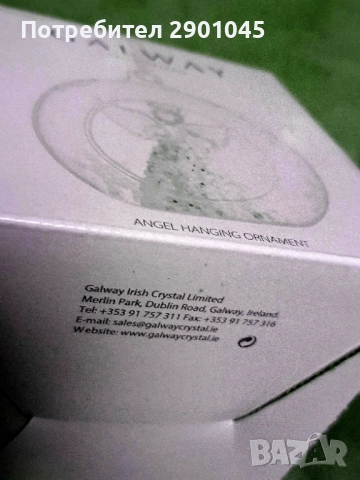 Потребител 2901045
GALWAY
ANGEL HANGING ORNAMENT
Galway Irish Crystal Limited
Merlin Park, Dublin Road, Galway, Ireland.
Tel: +353 91 757 311 Fax: +353 91 757 316
E-mail: sales@galwaycrystal.ie
Website: www.galwaycrystal.ie
BAZAR